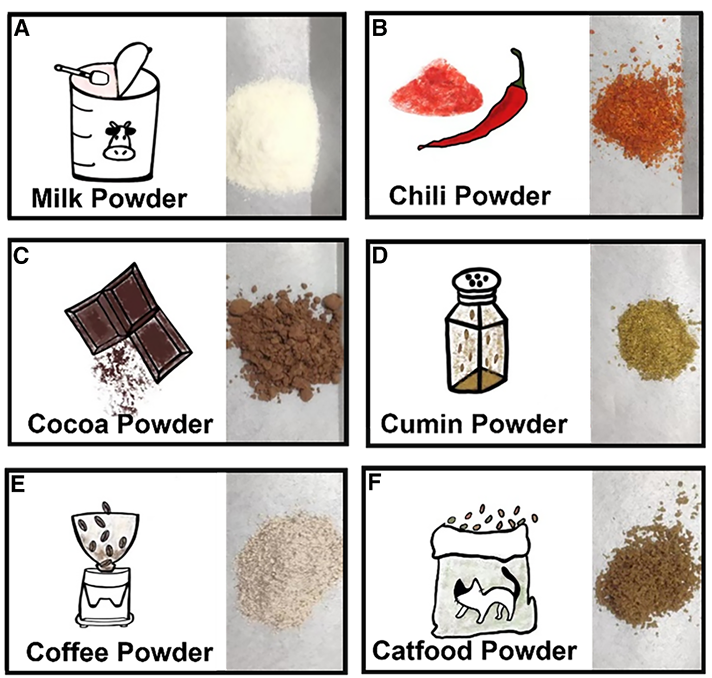 A
Milk Powder
B
Chili Powder
C
Cocoa Powder
D
Cumin Powder
E
Coffee Powder
F
Catfood Powder